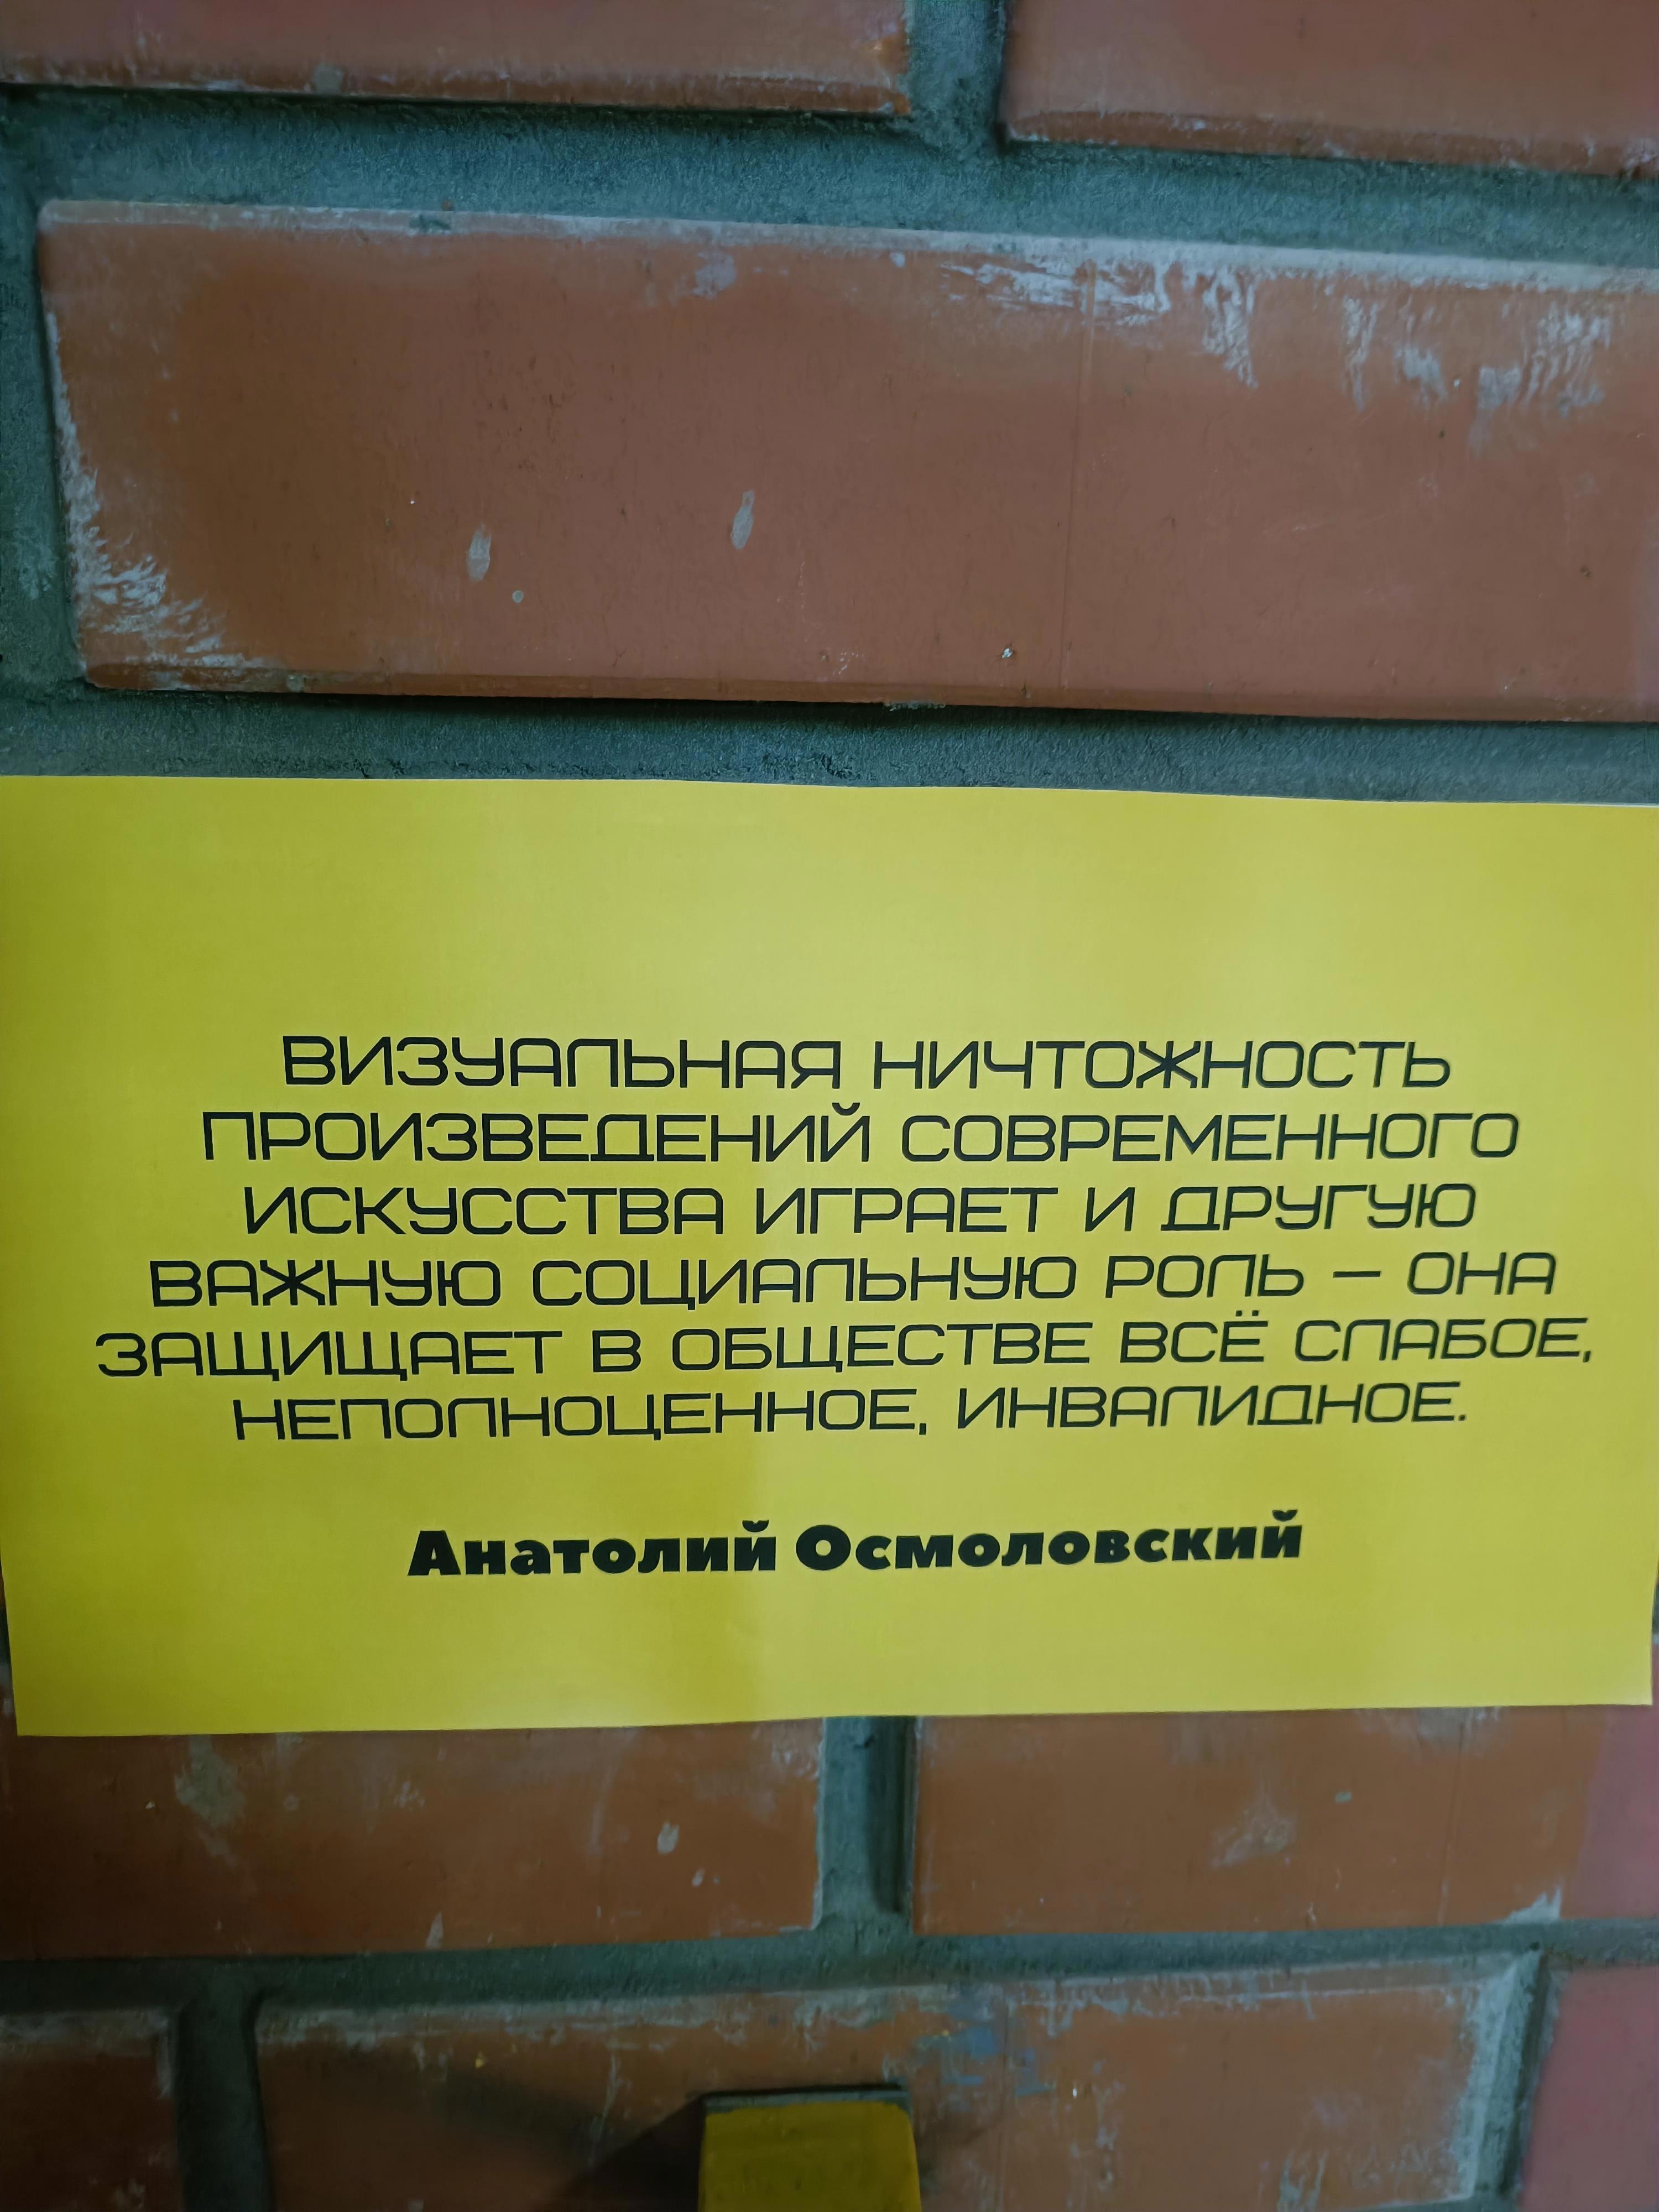 ВИЗУАЛЬНАЯ НИЧТОЖНОСТЬ
ПРОИЗВЕДЕНИЙ СОВРЕМЕННОГО
ИСКУССТВА ИГРАЕТ И ДРУГУЮ
ВАЖНУЮ СОЦИАЛЬНУЮ РОЛЬ – ОНА
ЗАЩИЩАЕТ В ОБЩЕСТВЕ ВСЁ СЛАБОЕ,
НЕПОЛНОЦЕННОЕ, ИНВАЛИДНОЕ.
Анатолий Осмоловский